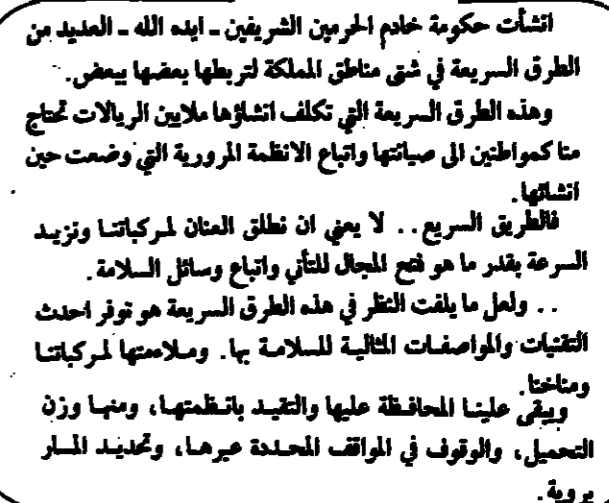 انشأت حكومة خادم الحرمين الشريفين ـ ايده الله ـ العديد من
الطرق السريعة في شتى مناطق المملكة لتربطها بعضها ببعض.
وهذه الطرق السريعة التي تكلف انشاؤها ملايين الريالات تحتاج
منا كمواطنين الى صيانتها واتباع الانظمة المرورية التي وضعت حين
انشائها.
فالطريق السريع .. لا يعني ان نطلق العنان لمركباتنا ونزيد
السرعة بقدر ما هو فتح المجال للتأني واتباع وسائل السلامة .
.. ولعل ما يلفت النظر في هذه الطرق السريعة هو توفر احدث
التقنيات والمواصفات المثالية للسلامة بها. وملاءمتها لمركباتنا
ومناخنا.
ويبقى علينا المحافظة عليها والتقيد بانظمتها، ومنها وزن
التحميل، والوقوف في المواقف المحددة عبرها، وتحديد المسار
بروية .